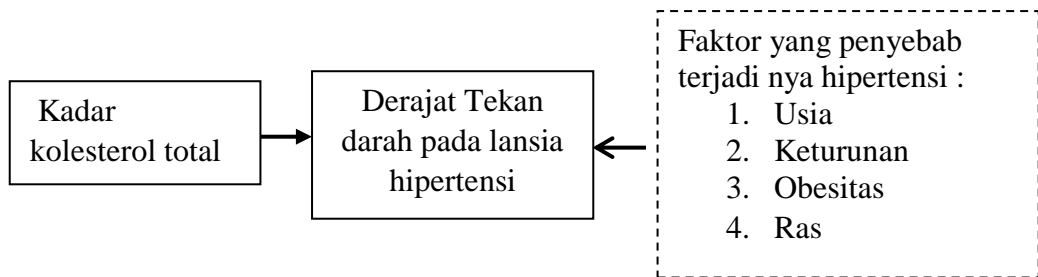 Kadar
kolesterol total
Derajat Tekan
darah pada lansia
hipertensi
Faktor yang penyebab
terjadi nya hipertensi :
1. Usia
2. Keturunan
3. Obesitas
4. Ras